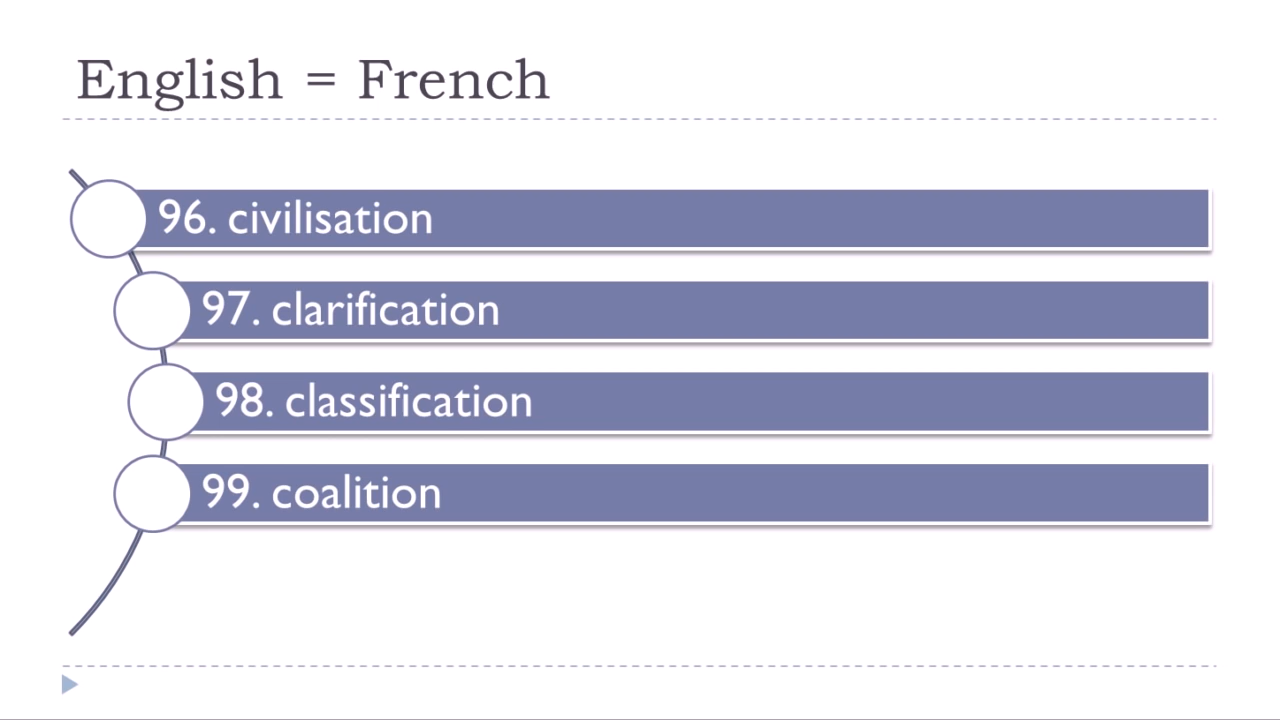 English = French
96. civilisation
97. clarification
98. classification
99. coalition